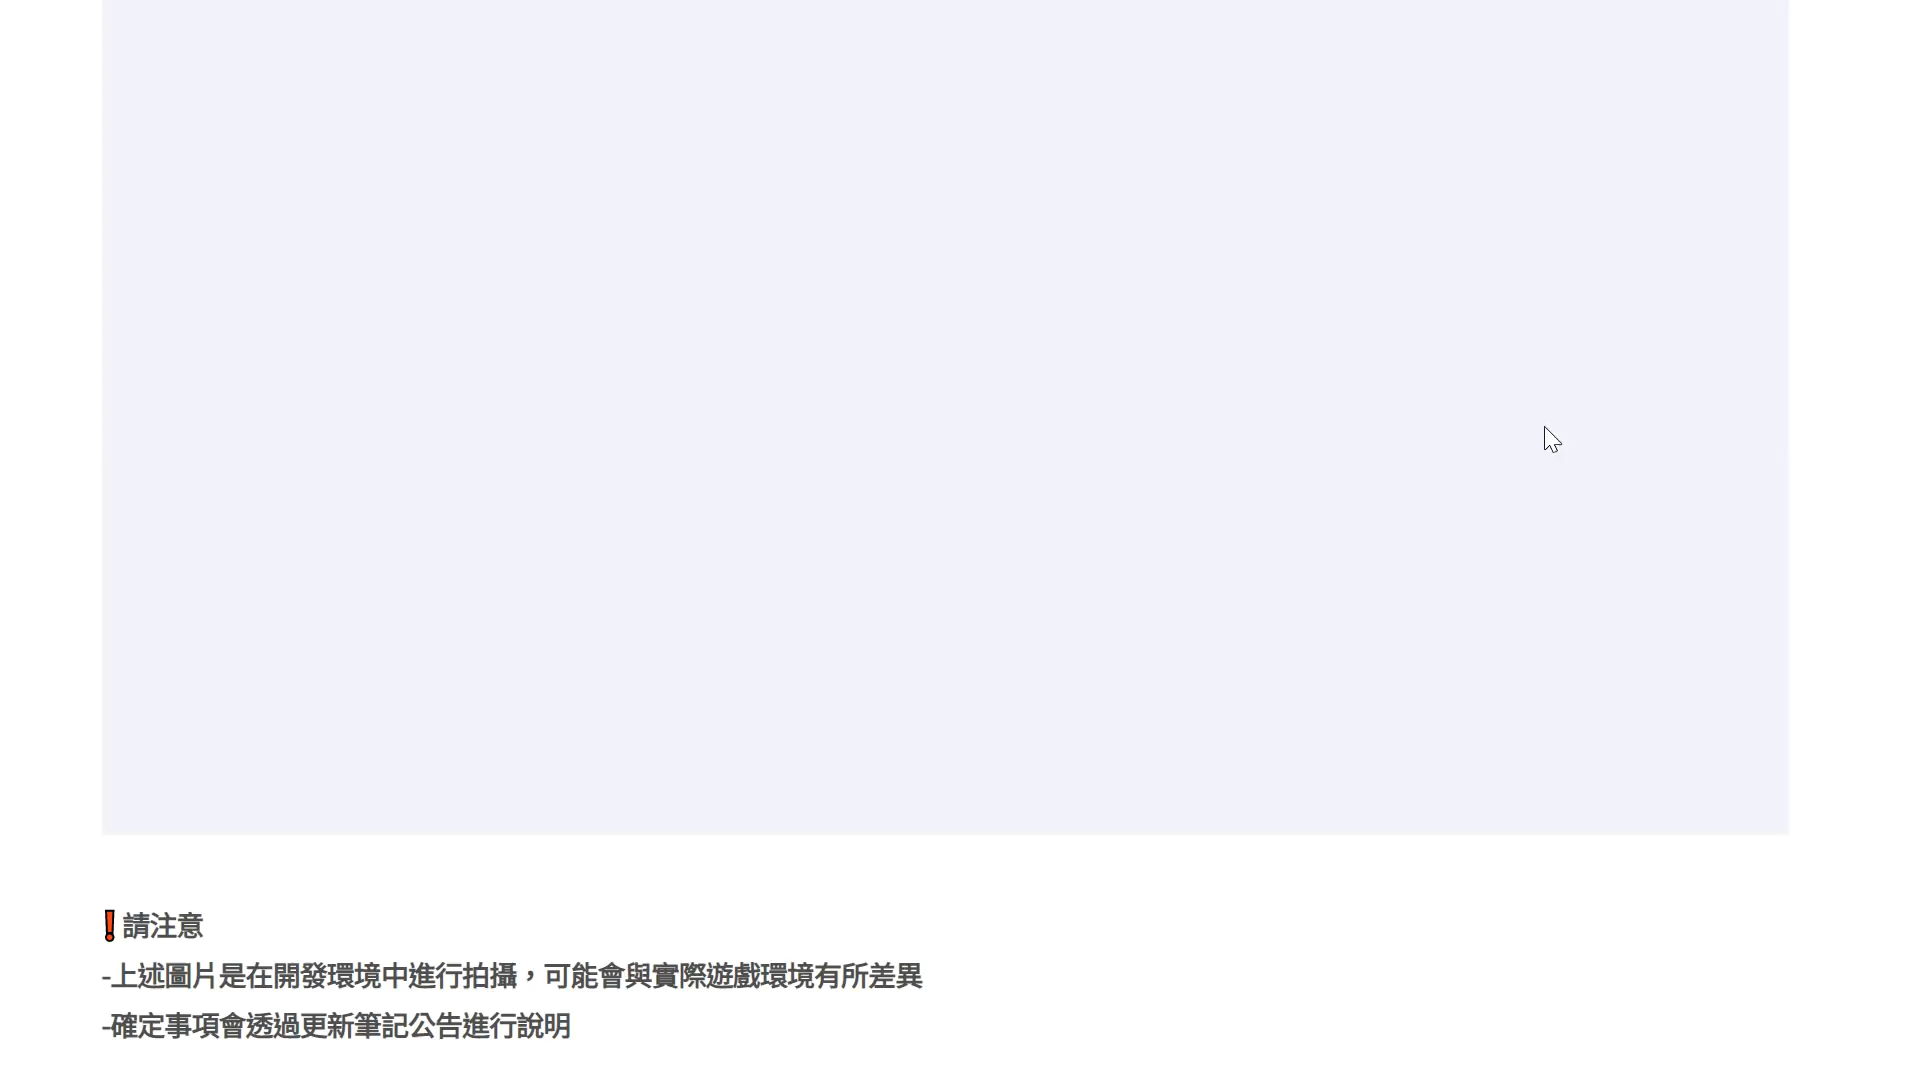 ❗請注意
-上述圖片是在開發環境中進行拍攝，可能會與實際遊戲環境有所差異
-確定事項會透過更新筆記公告進行說明